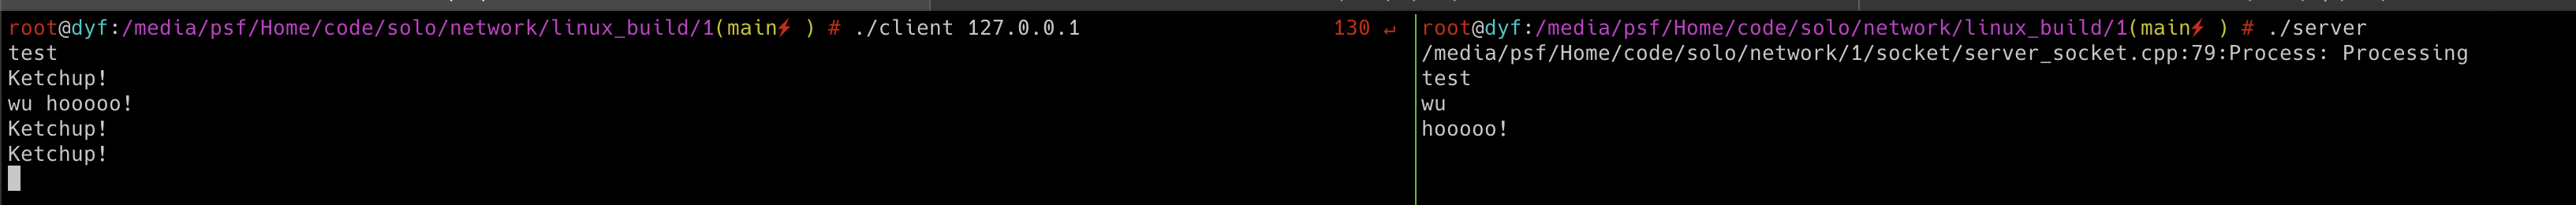 root@dyf:/media/psf/Home/code/solo/network/linux_build/1(main⚡ ) # ./client 127.0.0.1 130 ↵
test
Ketchup!
wu hooooo!
Ketchup!
Ketchup!
root@dyf:/media/psf/Home/code/solo/network/linux_build/1(main⚡ ) # ./server
/media/psf/Home/code/solo/network/1/socket/server_socket.cpp:79:Process: Processing
test
wu
hooooo!